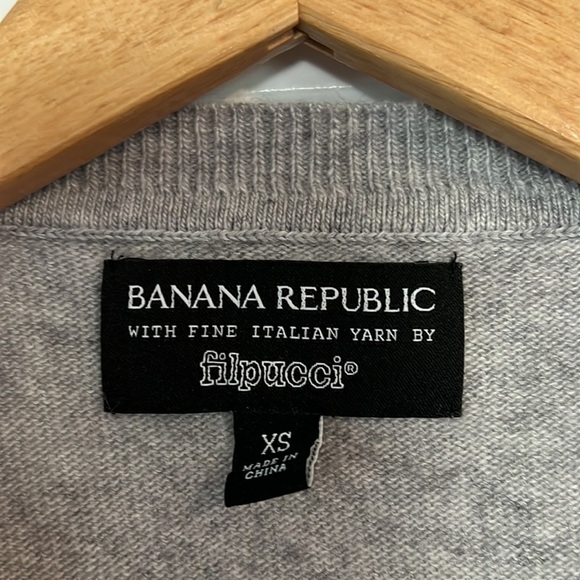 BANANA REPUBLIC
WITH FINE ITALIAN YARN BY
filpucci®
XS
MADE IN
CHINA